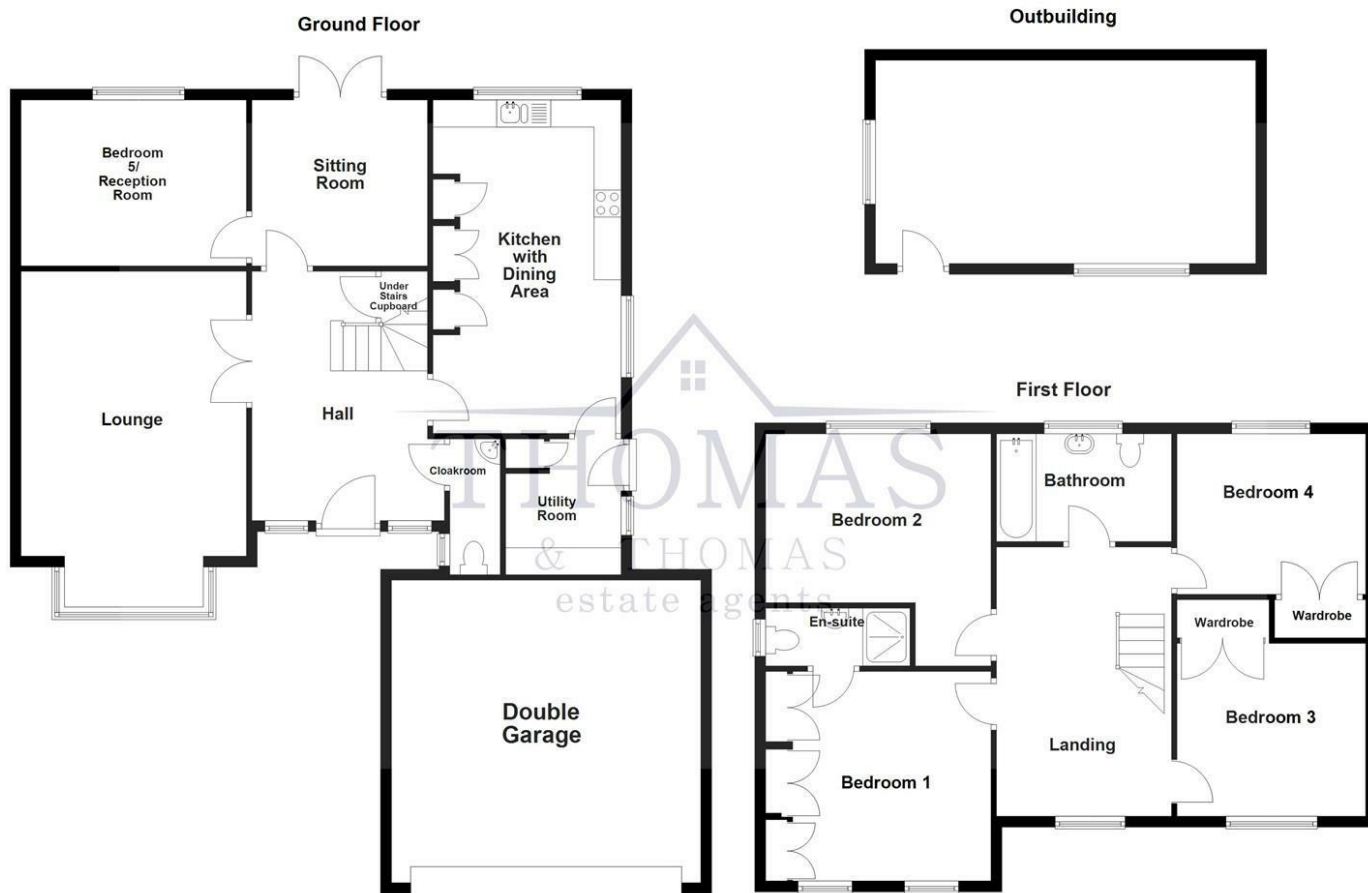 Ground Floor
Outbuilding
Bedroom
5/
Reception
Room
Sitting
Room
Kitchen
with
Dining
Area
Under
Stairs
Cupboard
Lounge
Hall
Cloakroom
Utility
Room
Double
Garage
THOMAS
& THOMAS
estate agents
First Floor
Bedroom 2
Bathroom
Bedroom 4
En-suite
Wardrobe
Wardrobe
Bedroom 1
Landing
Bedroom 3